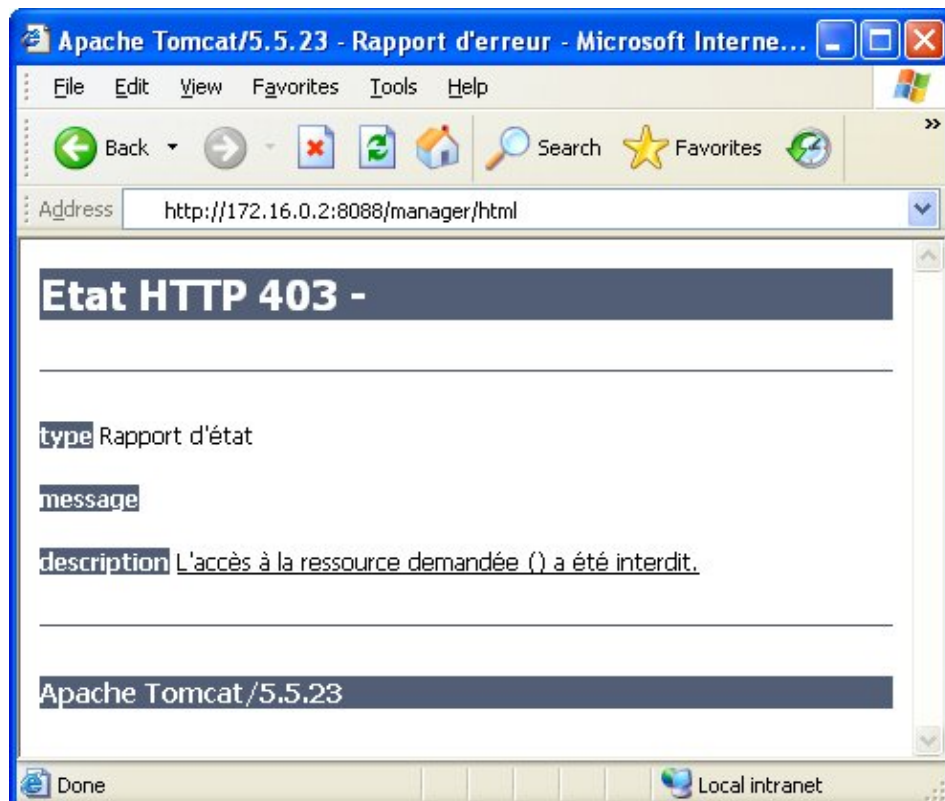 Apache Tomcat/5.5.23 - Rapport d'erreur - Microsoft Interne...
File Edit View Favorites Tools Help
Back Search Favorites »
Address http://172.16.0.2:8088/manager/html
Etat HTTP 403 -
type Rapport d'état
message
description L'accès à la ressource demandée () a été interdit.
Apache Tomcat/5.5.23
Done Local intranet